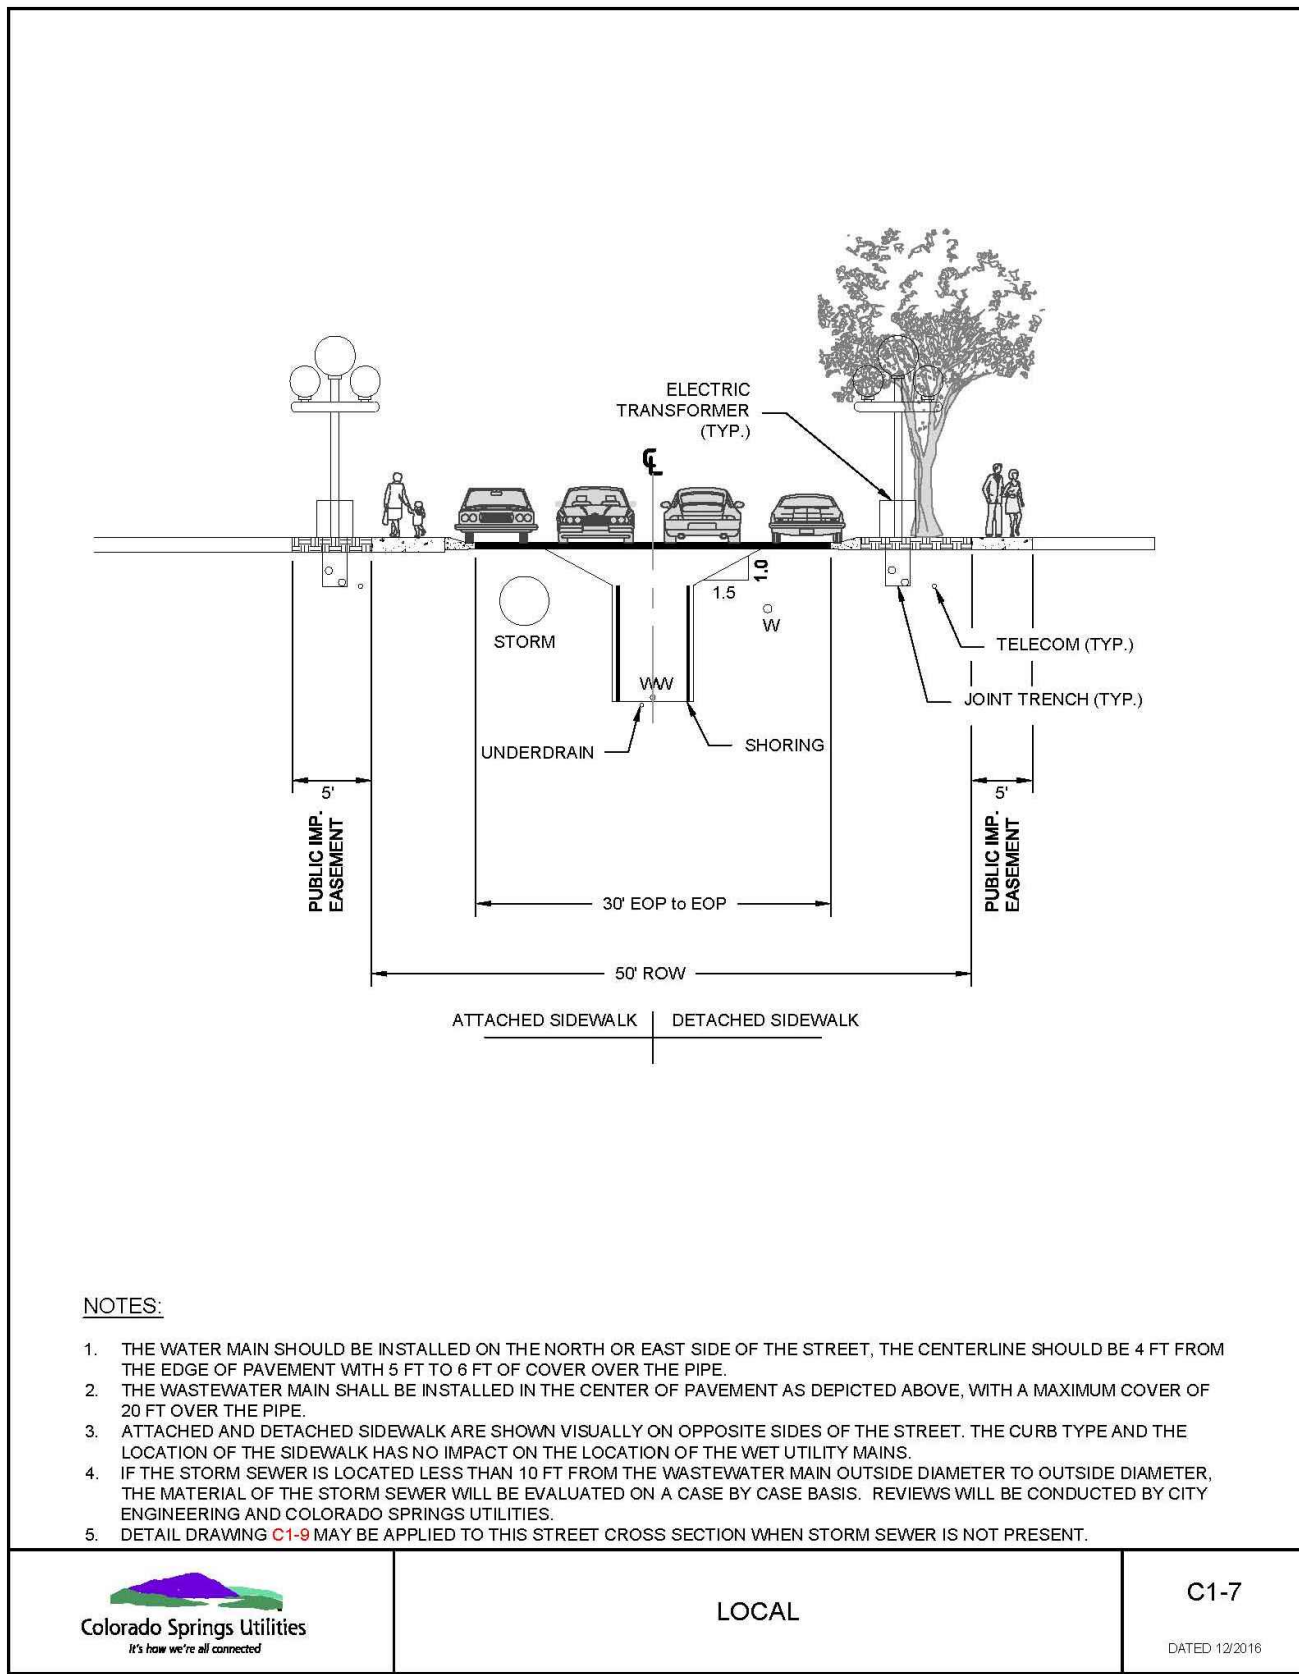 ELECTRIC
TRANSFORMER
(TYP.)
CL
1.0
1.5
STORM
W
WW
TELECOM (TYP.)
JOINT TRENCH (TYP.)
UNDERDRAIN
SHORING
5'
PUBLIC IMP.
EASEMENT
5'
PUBLIC IMP.
EASEMENT
30' EOP to EOP
50' ROW
ATTACHED SIDEWALK
DETACHED SIDEWALK
NOTES:
1. THE WATER MAIN SHOULD BE INSTALLED ON THE NORTH OR EAST SIDE OF THE STREET, THE CENTERLINE SHOULD BE 4 FT FROM
THE EDGE OF PAVEMENT WITH 5 FT TO 6 FT OF COVER OVER THE PIPE.
2. THE WASTEWATER MAIN SHALL BE INSTALLED IN THE CENTER OF PAVEMENT AS DEPICTED ABOVE, WITH A MAXIMUM COVER OF
20 FT OVER THE PIPE.
3. ATTACHED AND DETACHED SIDEWALK ARE SHOWN VISUALLY ON OPPOSITE SIDES OF THE STREET. THE CURB TYPE AND THE
LOCATION OF THE SIDEWALK HAS NO IMPACT ON THE LOCATION OF THE WET UTILITY MAINS.
4. IF THE STORM SEWER IS LOCATED LESS THAN 10 FT FROM THE WASTEWATER MAIN OUTSIDE DIAMETER TO OUTSIDE DIAMETER,
THE MATERIAL OF THE STORM SEWER WILL BE EVALUATED ON A CASE BY CASE BASIS. REVIEWS WILL BE CONDUCTED BY CITY
ENGINEERING AND COLORADO SPRINGS UTILITIES.
5. DETAIL DRAWING C1-9 MAY BE APPLIED TO THIS STREET CROSS SECTION WHEN STORM SEWER IS NOT PRESENT.
Colorado Springs Utilities
It's how we're all connected
LOCAL
C1-7
DATED 12/2016